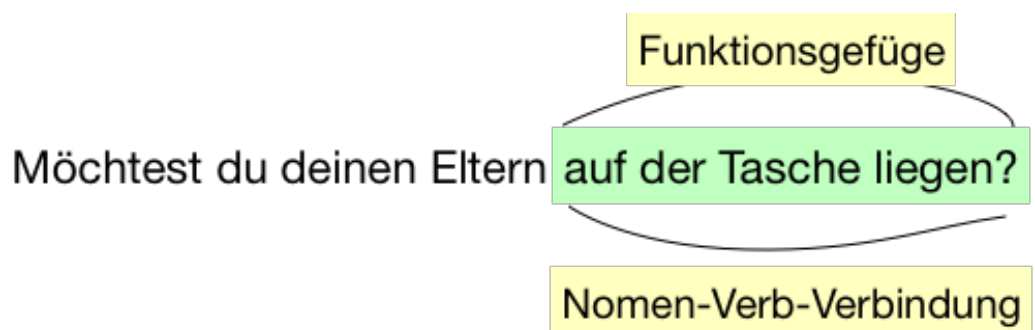 Funktionsgefüge
Möchtest du deinen Eltern auf der Tasche liegen?
Nomen-Verb-Verbindung